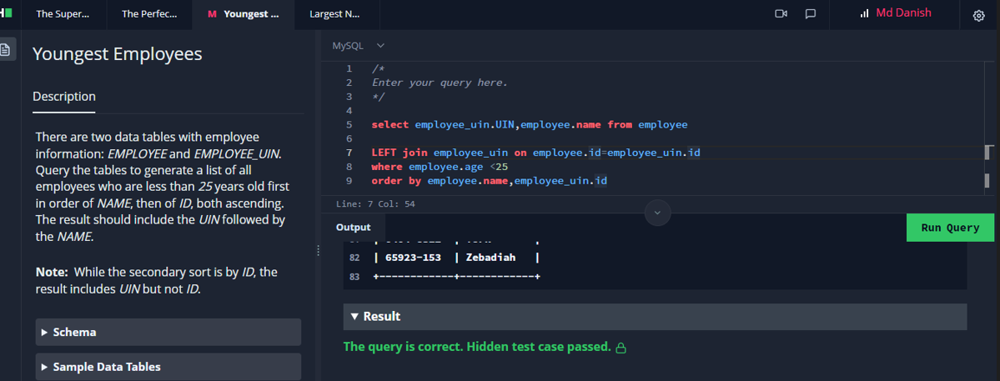 The Super...
The Perfec...
M Youngest ...
Largest N...
Md Danish
Youngest Employees
Description
There are two data tables with employee
information: EMPLOYEE and EMPLOYEE_UIN.
Query the tables to generate a list of all
employees who are less than 25 years old first
in order of NAME, then of ID, both ascending.
The result should include the UIN followed by
the NAME.
Note: While the secondary sort is by ID, the
result includes UIN but not ID.
Schema
Sample Data Tables
MySQL
1 /*
2 Enter your query here.
3 */
4
5 select employee_uin.UIN,employee.name from employee
6
7 LEFT join employee_uin on employee.id=employee_uin.id
8 where employee.age <25
9 order by employee.name,employee_uin.id
Line: 7 Col: 54
Output
Run Query
82 | 65923-153 | Zebadiah |
83 +------------+------------+
Result
The query is correct. Hidden test case passed.